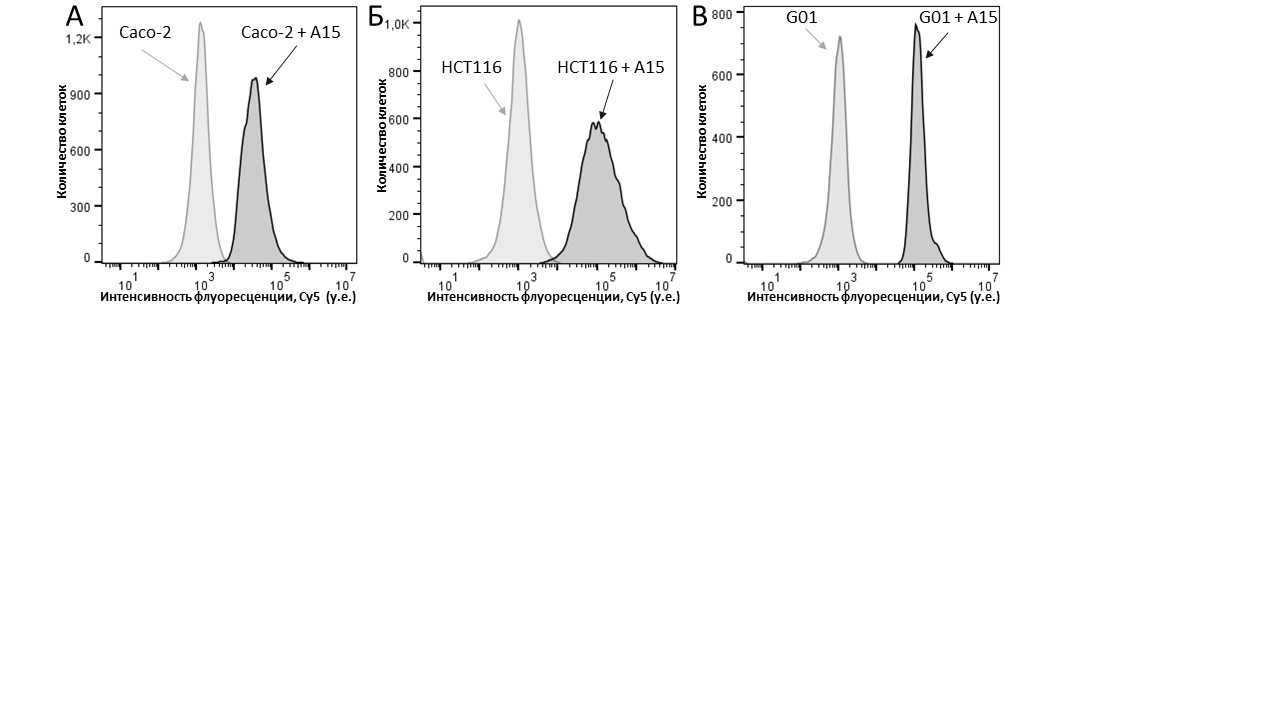 А
Caco-2
Caco-2 + A15
1,2K
900
600
300
0
Количество клеток
10^1 10^3 10^5 10^7
Интенсивность флуоресценции, Cy5 (у.е.)
Б
HCT116
HCT116 + A15
1,0K
800
600
400
200
0
Количество клеток
10^1 10^3 10^5 10^7
Интенсивность флуоресценции, Cy5 (у.е.)
В
G01
G01 + A15
800
600
400
200
0
Количество клеток
10^1 10^3 10^5 10^7
Интенсивность флуоресценции, Cy5 (у.е.)